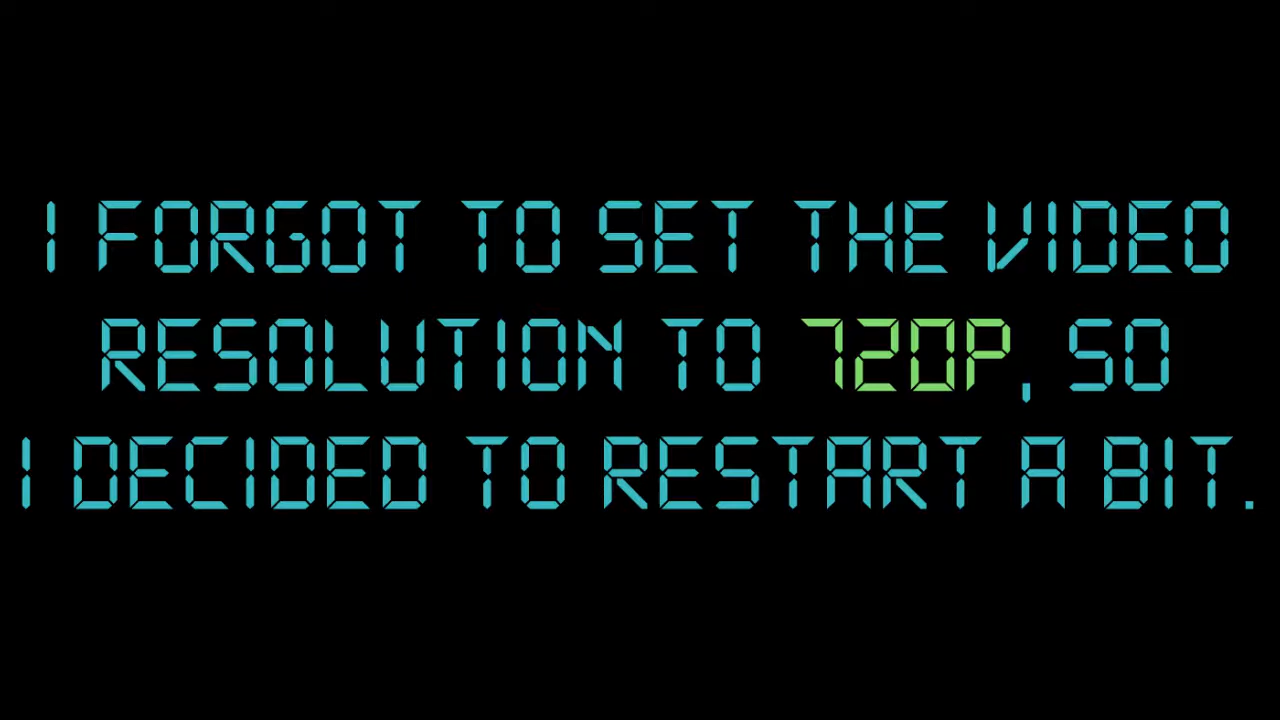 I FORGOT TO SET THE VIDEO
RESOLUTION TO 720P, SO
I DECIDED TO RESTART A BIT.